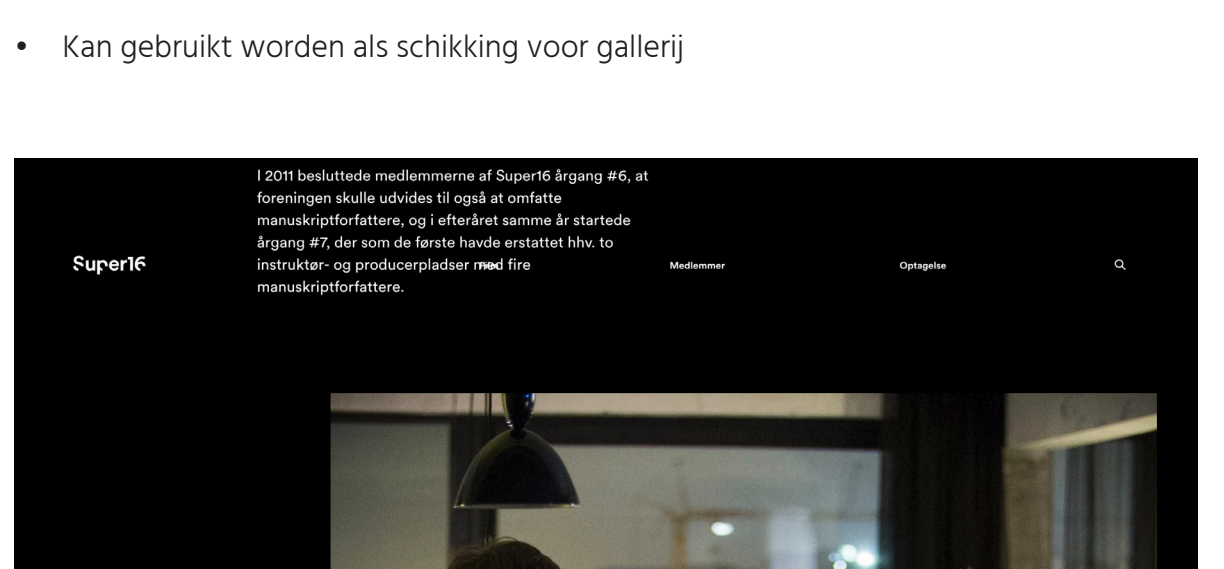 • Kan gebruikt worden als schikking voor gallerij
I 2011 besluttede medlemmerne af Super16 årgang #6, at
foreningen skulle udvides til også at omfatte
manuskriptforfattere, og i efteråret samme år startede
årgang #7, der som de første havde erstattet hhv. to
instruktør- og producerpladser med fire
manuskriptforfattere.
Super16
Medlemmer
Optagelse